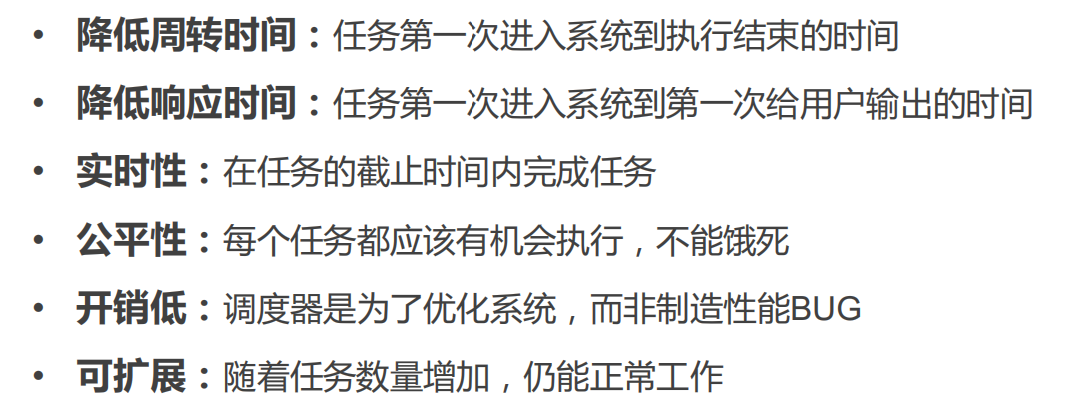 • 降低周转时间：任务第一次进入系统到执行结束的时间
• 降低响应时间：任务第一次进入系统到第一次给用户输出的时间
• 实时性：在任务的截止时间内完成任务
• 公平性：每个任务都应该有机会执行，不能饿死
• 开销低：调度器是为了优化系统，而非制造性能BUG
• 可扩展：随着任务数量增加，仍能正常工作